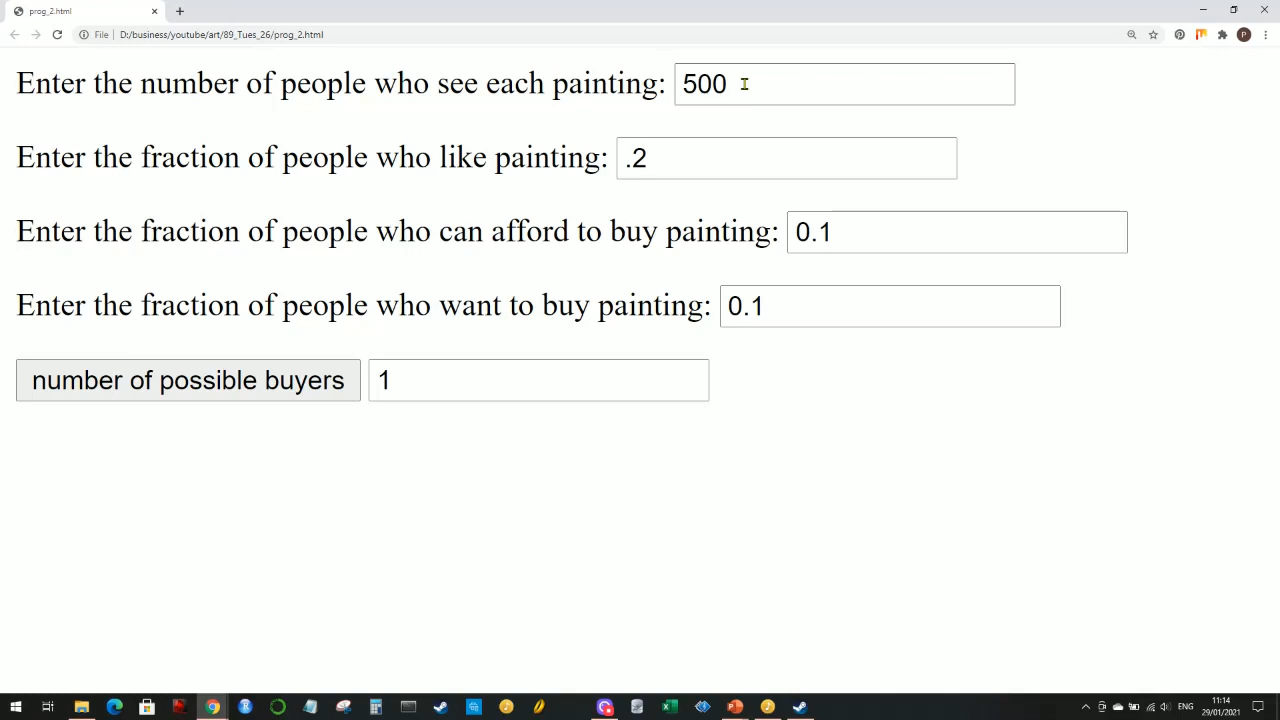 prog_2.html
File | D:/business/youtube/art/89_Tues_26/prog_2.html
P
Enter the number of people who see each painting: 500
Enter the fraction of people who like painting: .2
Enter the fraction of people who can afford to buy painting: 0.1
Enter the fraction of people who want to buy painting: 0.1
number of possible buyers 1
11:14
ENG
29/01/2021